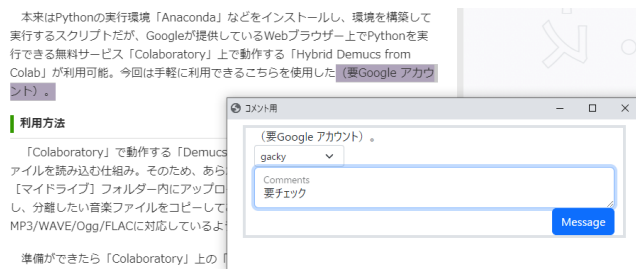 本来はPythonの実行環境「Anaconda」などをインストールし、環境を構築して
実行するスクリプトだが、Googleが提供しているWebブラウザー上でPythonを実
行できる無料サービス「Colaboratory」上で動作する「Hybrid Demucs from
Colab」が利用可能。今回は手軽に利用できるこちらを使用した（要Google アカウ
ント）。
利用方法
「Colaboratory」で動作する「Demucs
ァイルを読み込む仕組み。そのため、あら
［マイドライブ］フォルダー内にアップロ
し、分離したい音楽ファイルをコピーして
MP3/WAVE/Ogg/FLACに対応しているよ
準備ができたら「Colaboratory」上の「
コメント用
（要Google アカウント）。
gacky
Comments
要チェック
Message